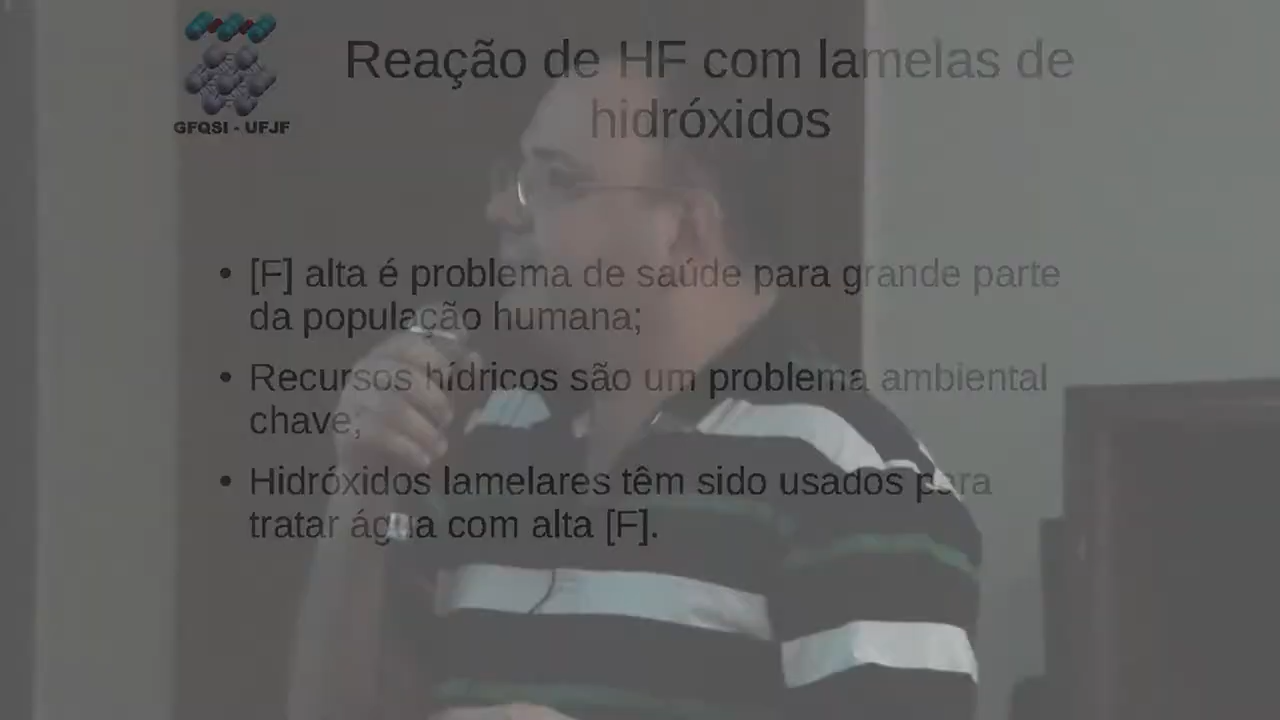 Reação de HF com lamelas de
hidróxidos
GFQSI - UFJF
• [F] alta é problema de saúde para grande parte
da população humana;
• Recursos hídricos são um problema ambiental
chave;
• Hidróxidos lamelares têm sido usados para
tratar água com alta [F].